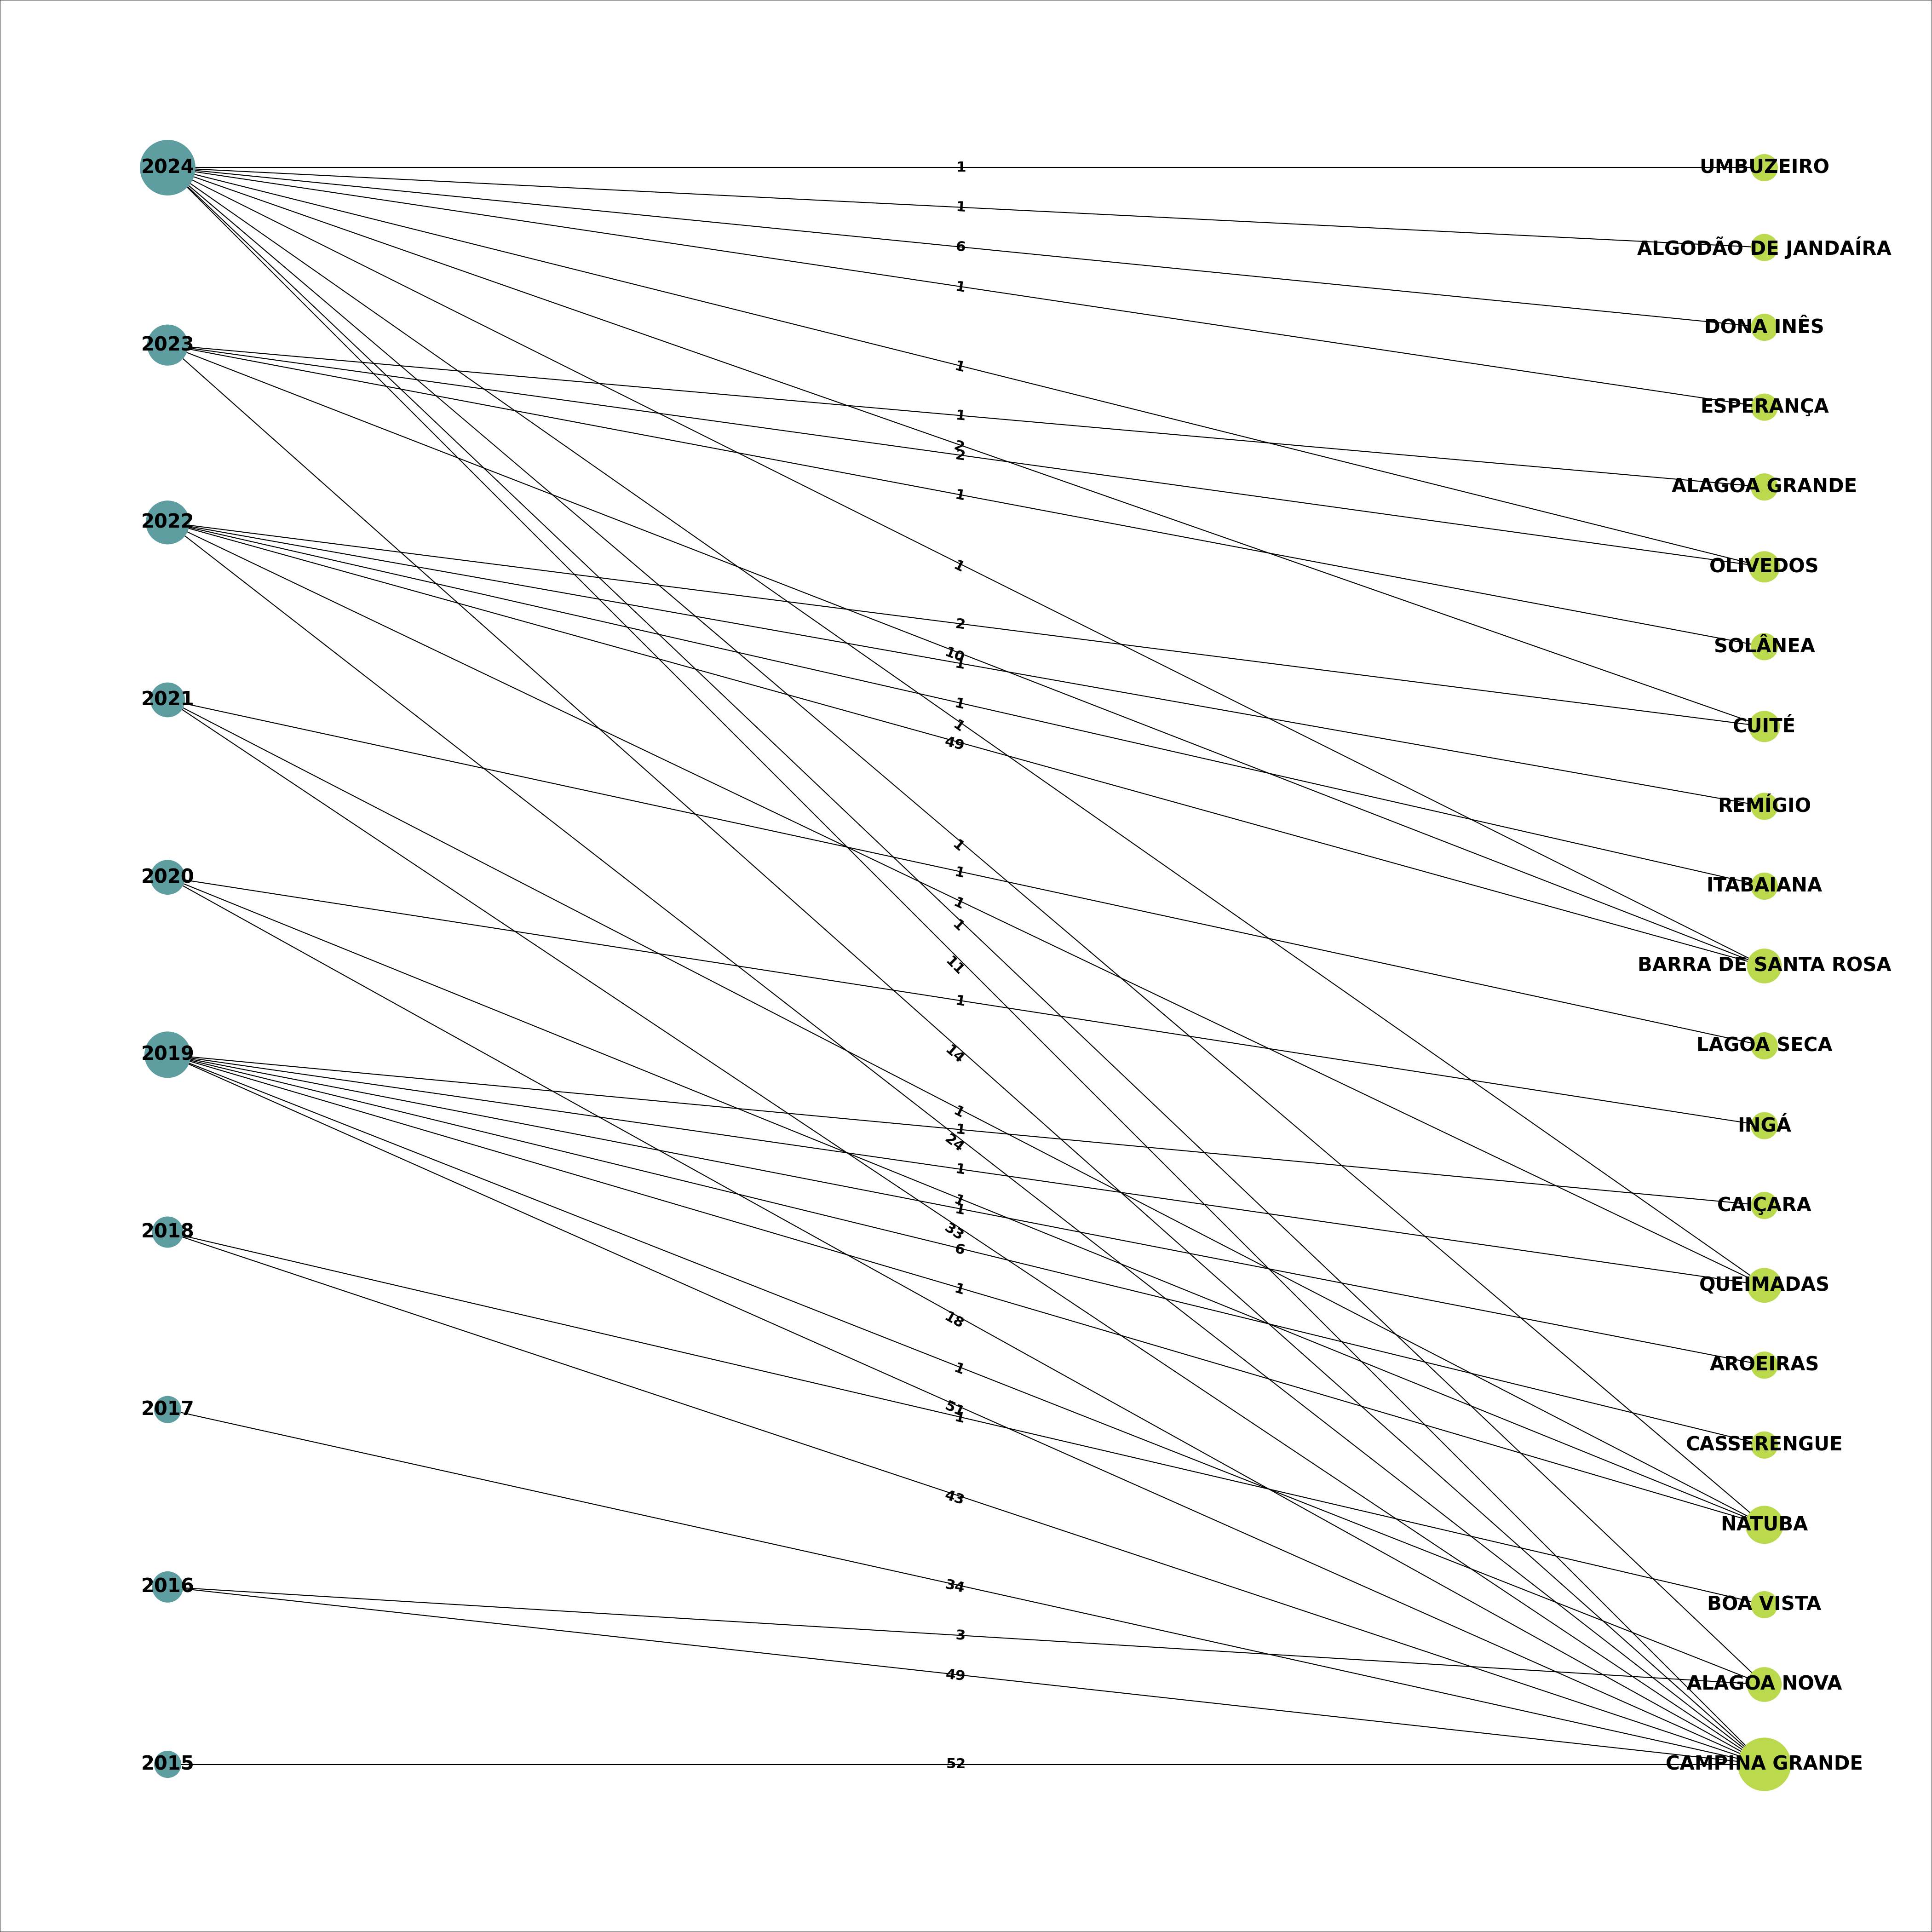 2024
2023
2022
2021
2020
2019
2018
2017
2016
2015
1
1
6
1
1
1
2
2
1
1
2
10
1
1
1
49
1
1
1
1
11
1
14
1
1
24
1
1
1
33
6
1
18
1
51
1
43
34
3
49
52
UMBUZEIRO
ALGODÃO DE JANDAÍRA
DONA INÊS
ESPERANÇA
ALAGOA GRANDE
OLIVEDOS
SOLÂNEA
CUITÉ
REMÍGIO
ITABAIANA
BARRA DE SANTA ROSA
LAGOA SECA
INGÁ
CAIÇARA
QUEIMADAS
AROEIRAS
CASSERENGUE
NATUBA
BOA VISTA
ALAGOA NOVA
CAMPINA GRANDE